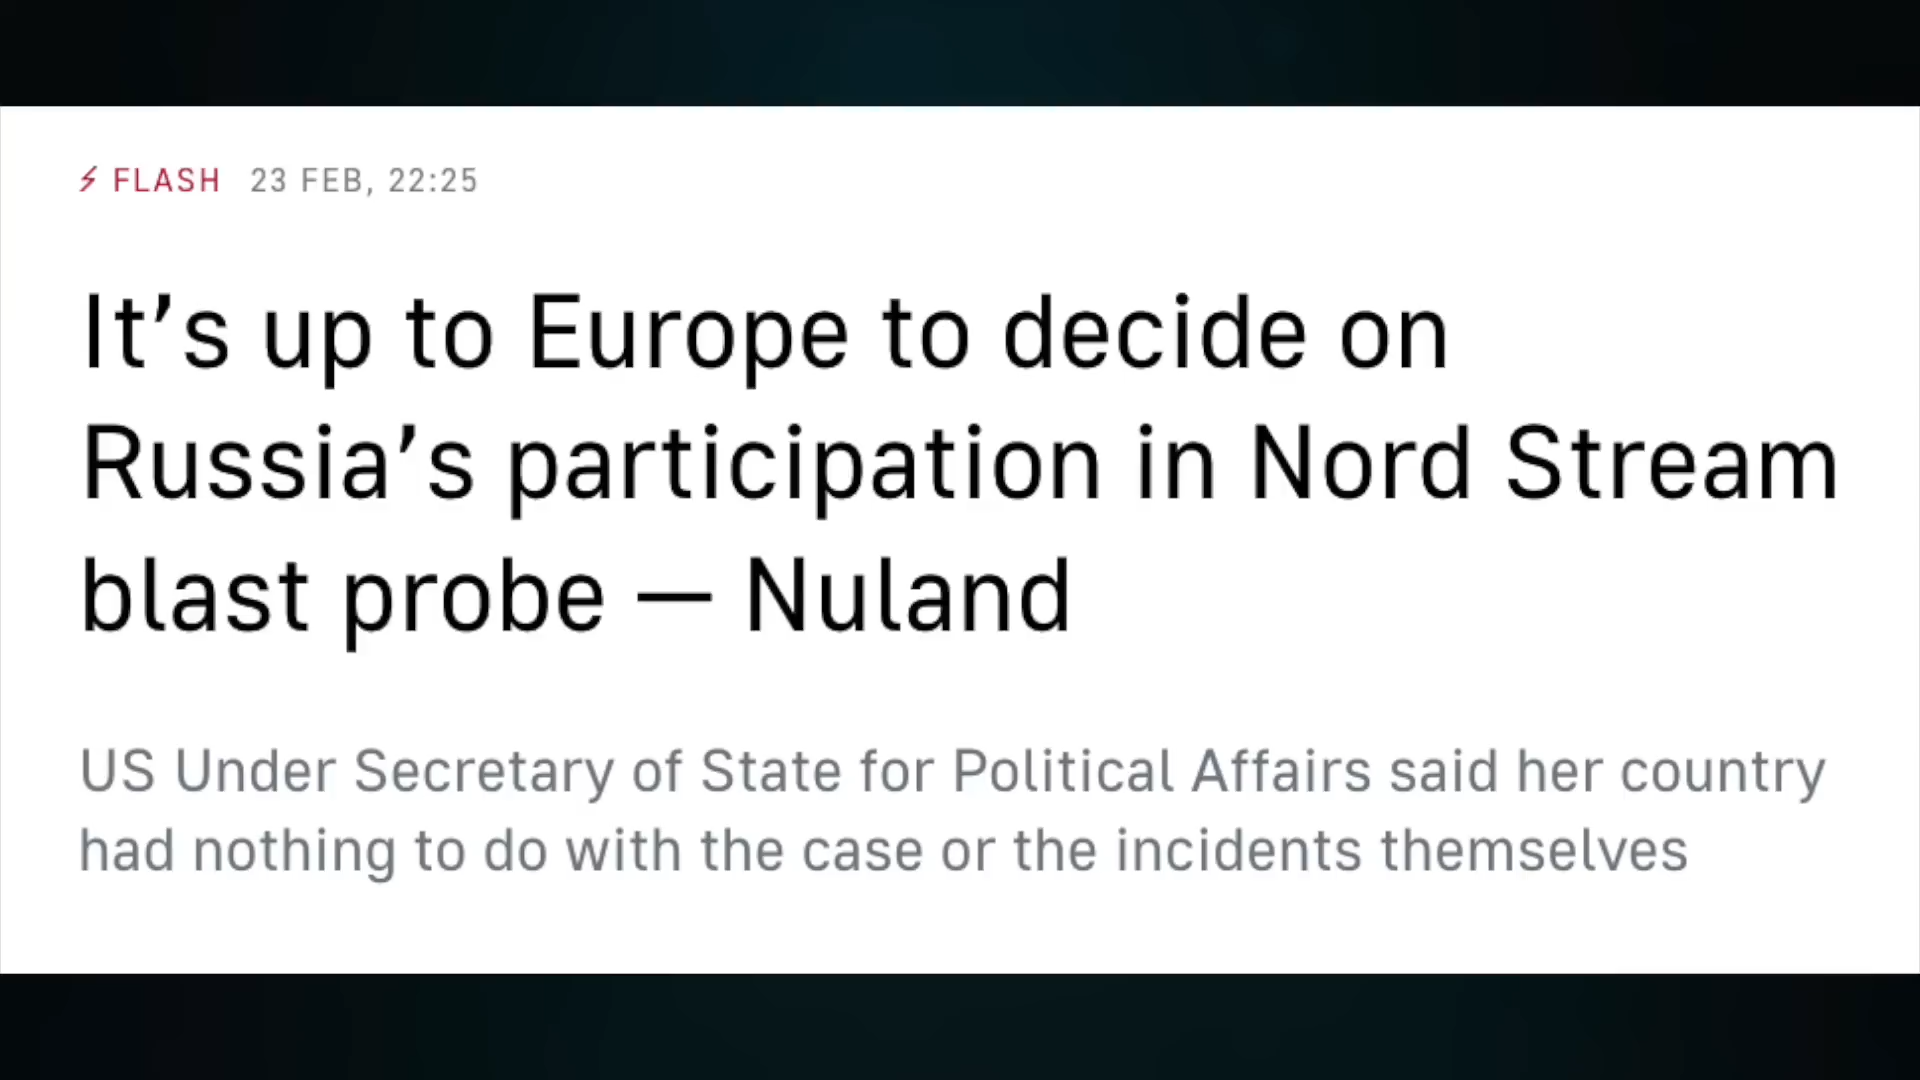 ⚡ FLASH 23 FEB, 22:25
It’s up to Europe to decide on
Russia’s participation in Nord Stream
blast probe — Nuland
US Under Secretary of State for Political Affairs said her country
had nothing to do with the case or the incidents themselves